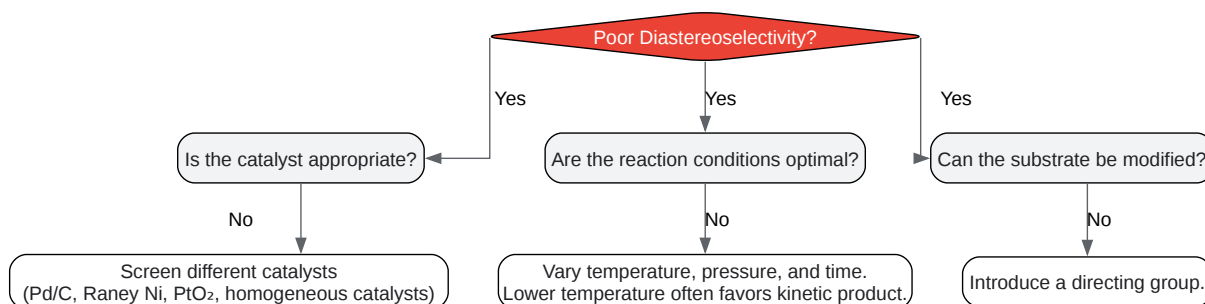 Poor Diastereoselectivity?
Yes
Yes
Yes
Is the catalyst appropriate?
Are the reaction conditions optimal?
Can the substrate be modified?
No
No
No
Screen different catalysts
(Pd/C, Raney Ni, PtO₂, homogeneous catalysts)
Vary temperature, pressure, and time.
Lower temperature often favors kinetic product.
Introduce a directing group.